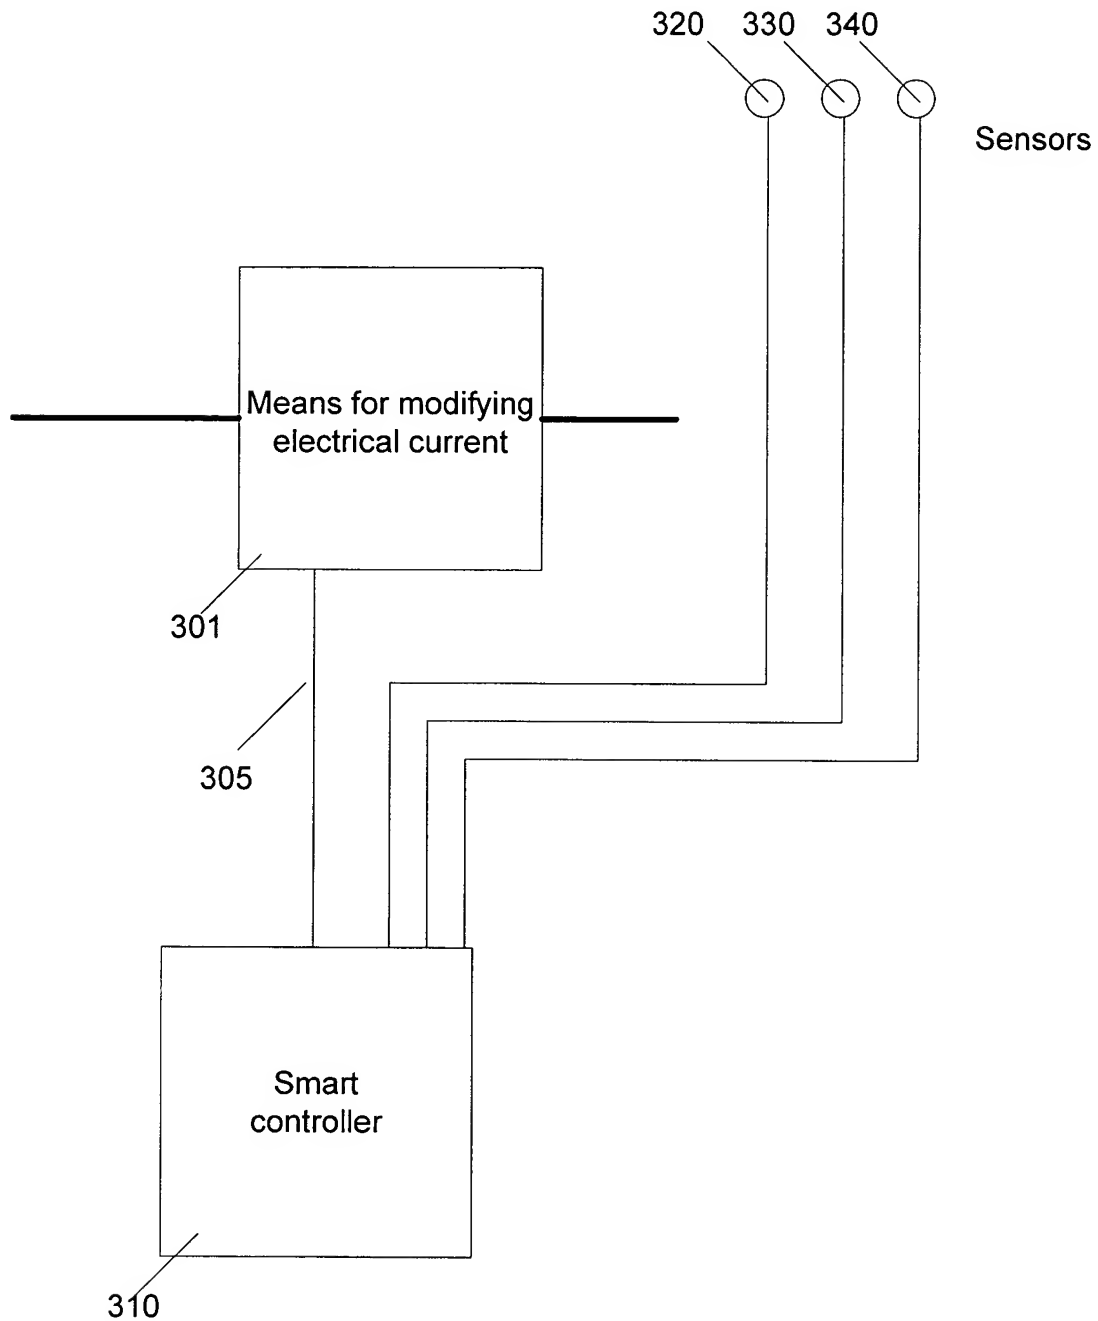 320 330 340
Sensors
Means for modifying
electrical current
301
305
Smart
controller
310